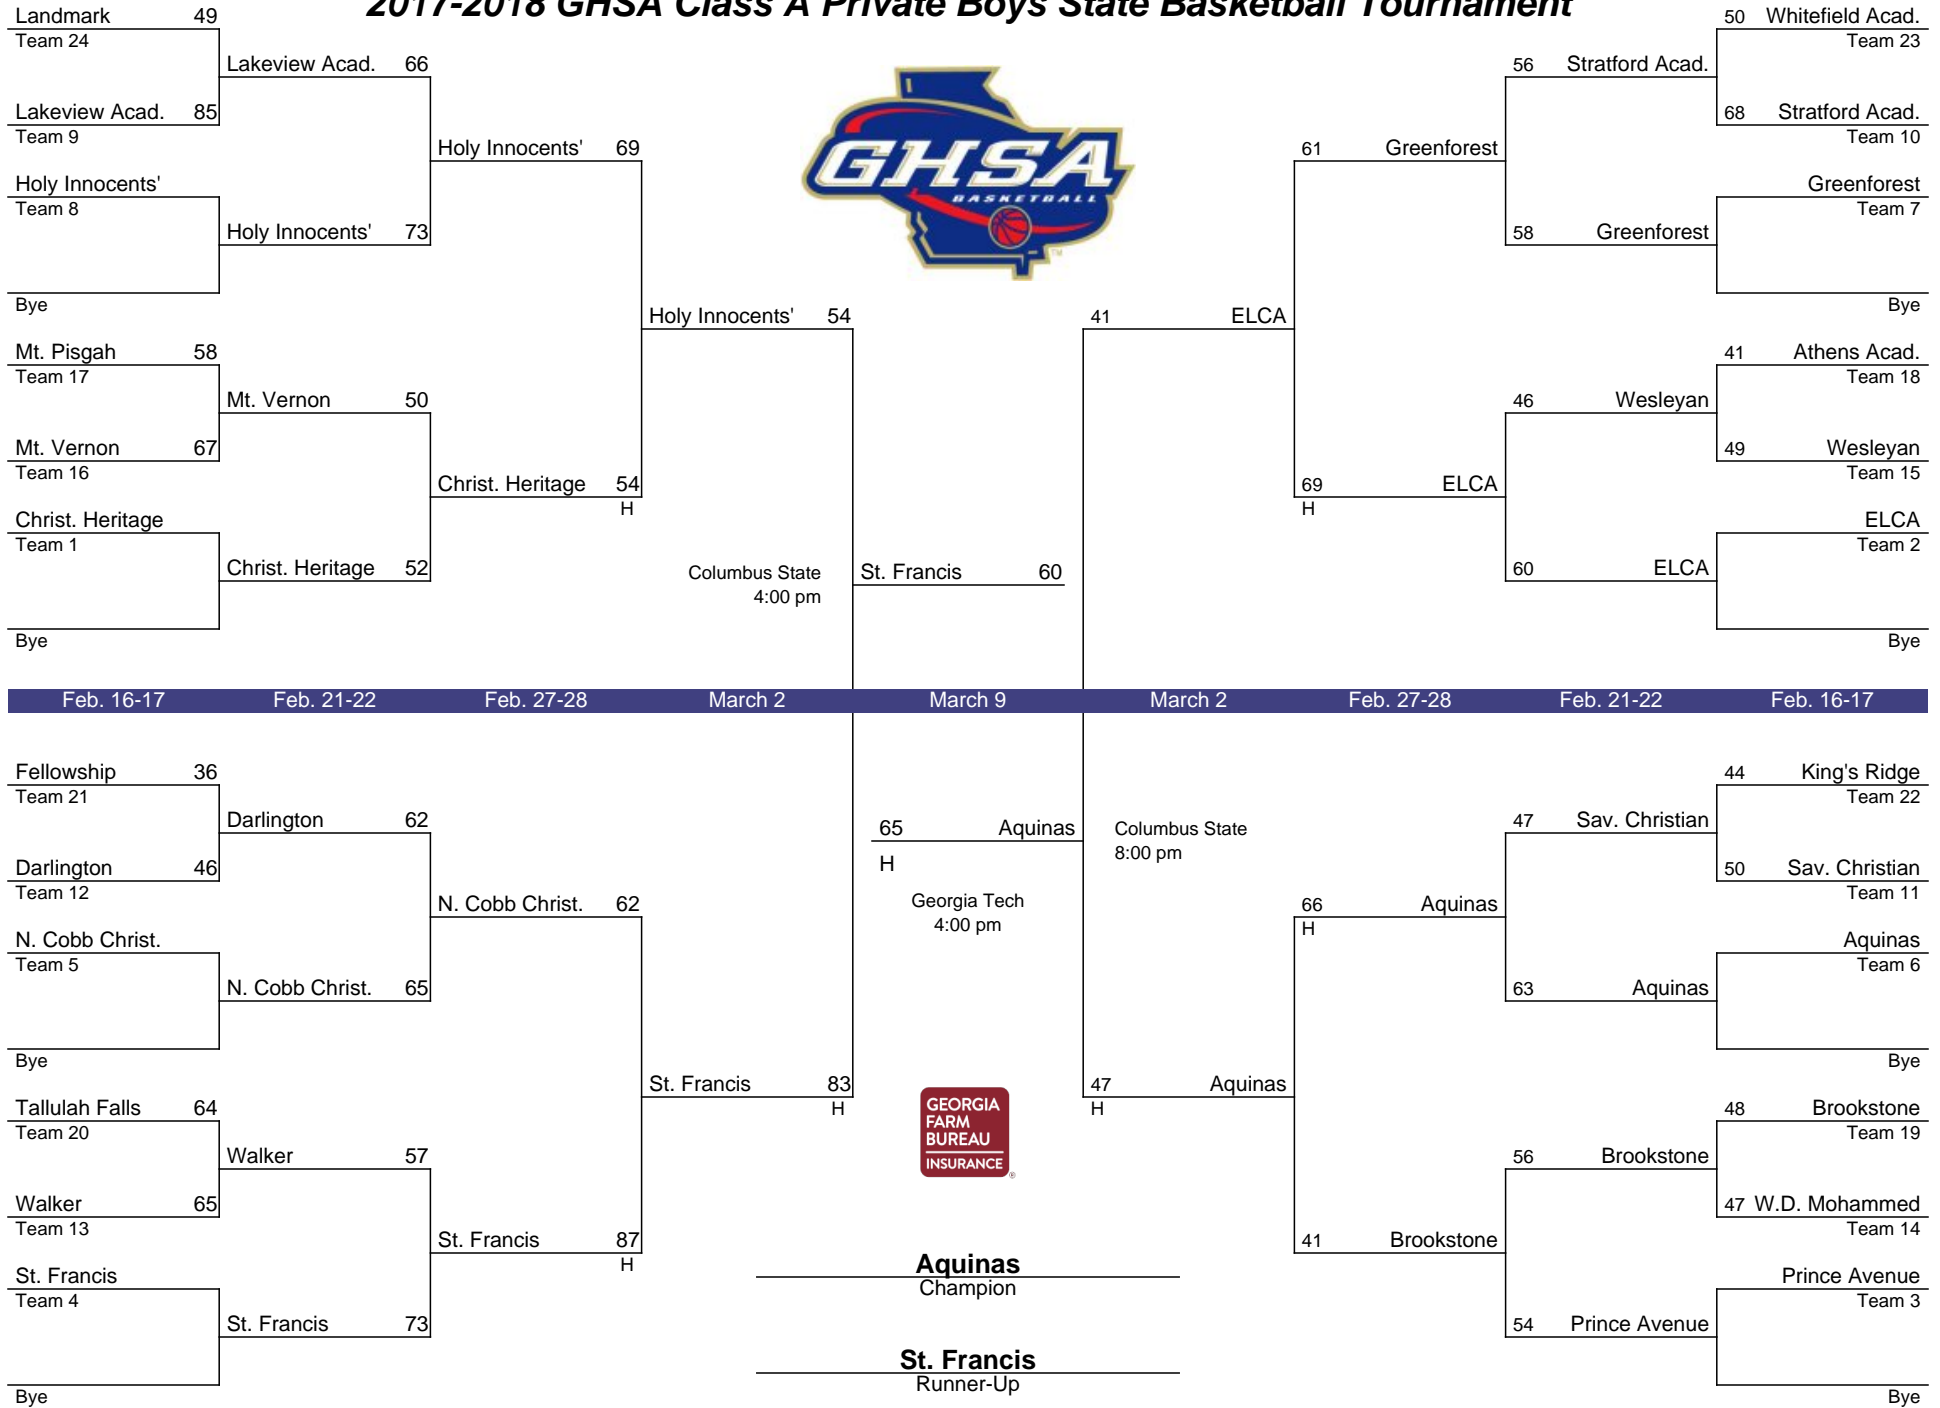 2017-2018 GHSA Class A Private Boys State Basketball Tournament
Landmark 49
Team 24
Lakeview Acad. 66
Lakeview Acad. 85
Team 9
Holy Innocents' 69
Holy Innocents'
Team 8
Holy Innocents' 73
Bye
Holy Innocents' 54
Mt. Pisgah 58
Team 17
Mt. Vernon 50
Mt. Vernon 67
Team 16
Christ. Heritage 54
H
Christ. Heritage
Team 1
Christ. Heritage 52
Bye
Columbus State
4:00 pm
St. Francis 60
GHSA
BASKETBALL
TM
50 Whitefield Acad.
Team 23
56 Stratford Acad.
68 Stratford Acad.
Team 10
61 Greenforest
Greenforest
Team 7
58 Greenforest
Bye
41 ELCA
41 Athens Acad.
Team 18
46 Wesleyan
49 Wesleyan
Team 15
69 ELCA
H
ELCA
Team 2
60 ELCA
Bye
Feb. 16-17 Feb. 21-22 Feb. 27-28 March 2 March 9 March 2 Feb. 27-28 Feb. 21-22 Feb. 16-17
Fellowship 36
Team 21
Darlington 62
Darlington 46
Team 12
N. Cobb Christ. 62
N. Cobb Christ.
Team 5
N. Cobb Christ. 65
Bye
St. Francis 83
H
Tallulah Falls 64
Team 20
Walker 57
Walker 65
Team 13
St. Francis 87
H
St. Francis
Team 4
St. Francis 73
Bye
65 Aquinas
H
Georgia Tech
4:00 pm
Columbus State
8:00 pm
GEORGIA
FARM
BUREAU
INSURANCE
®
Aquinas
Champion
St. Francis
Runner-Up
44 King's Ridge
Team 22
47 Sav. Christian
50 Sav. Christian
Team 11
66 Aquinas
H
Aquinas
Team 6
63 Aquinas
Bye
47 Aquinas
H
48 Brookstone
Team 19
56 Brookstone
47 W.D. Mohammed
Team 14
41 Brookstone
Prince Avenue
Team 3
54 Prince Avenue
Bye